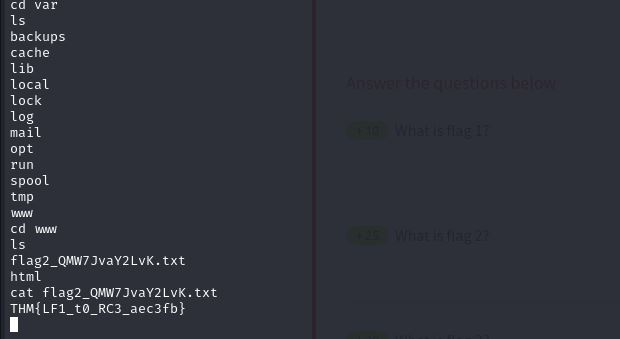 cd var
ls
backups
cache
lib
local
lock
log
mail
opt
run
spool
tmp
www
cd www
ls
flag2_QMW7JvaY2LvK.txt
html
cat flag2_QMW7JvaY2LvK.txt
THM{LF1_t0_RC3_aec3fb}
Answer the questions below
+10 What is flag 1?
+25 What is flag 2?